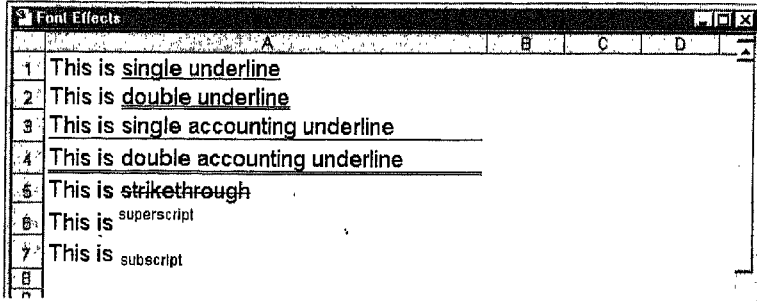 Font Effects
A B C D
1 This is single underline
2 This is double underline
3 This is single accounting underline
4 This is double accounting underline
5 This is strikethrough
6 This is superscript
7 This is subscript
8